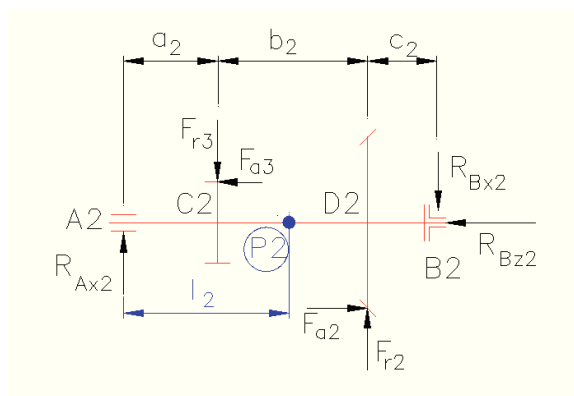 a2 b2 c2
Fr3
Fa3
RBx2
A2 C2 D2
P2
RBz2
B2
RAx2
l2
Fa2
Fr2